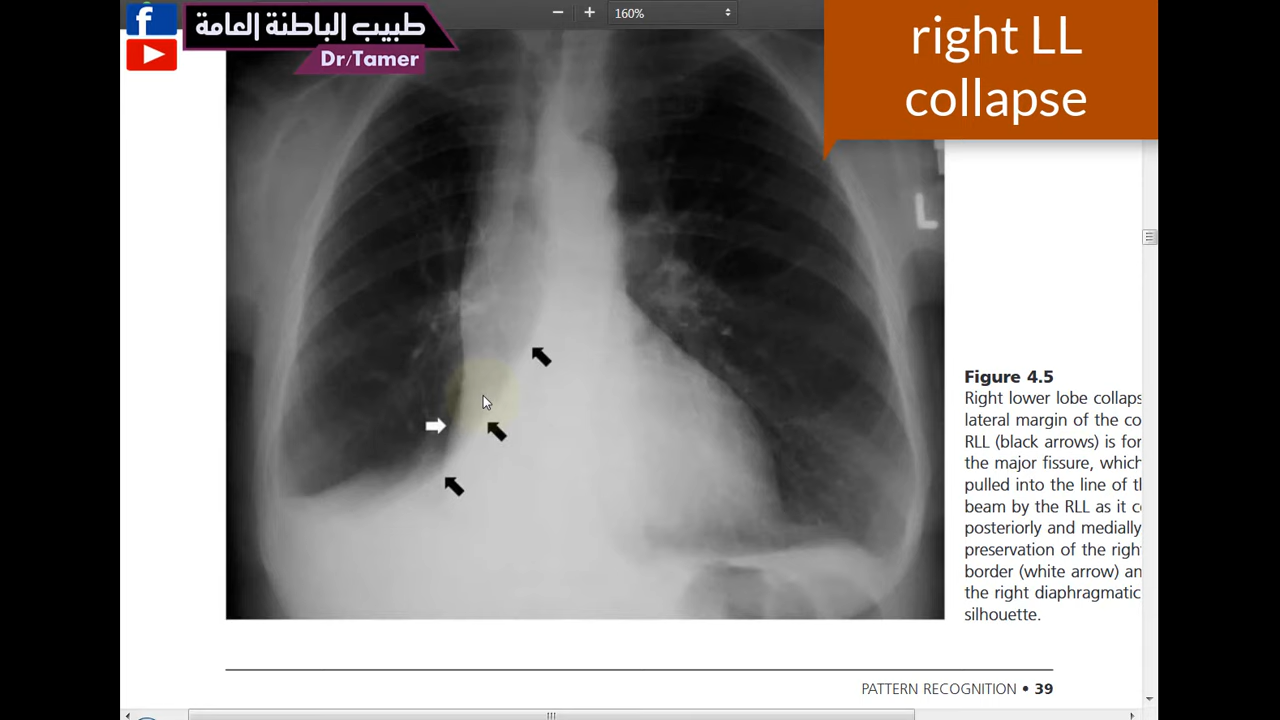 طبيب الباطنة العامة
Dr/Tamer
160%
right LL
collapse
L
Figure 4.5
Right lower lobe collaps
lateral margin of the co
RLL (black arrows) is for
the major fissure, which
pulled into the line of th
beam by the RLL as it c
posteriorly and medially
preservation of the right
border (white arrow) an
the right diaphragmatic
silhouette.
PATTERN RECOGNITION • 39